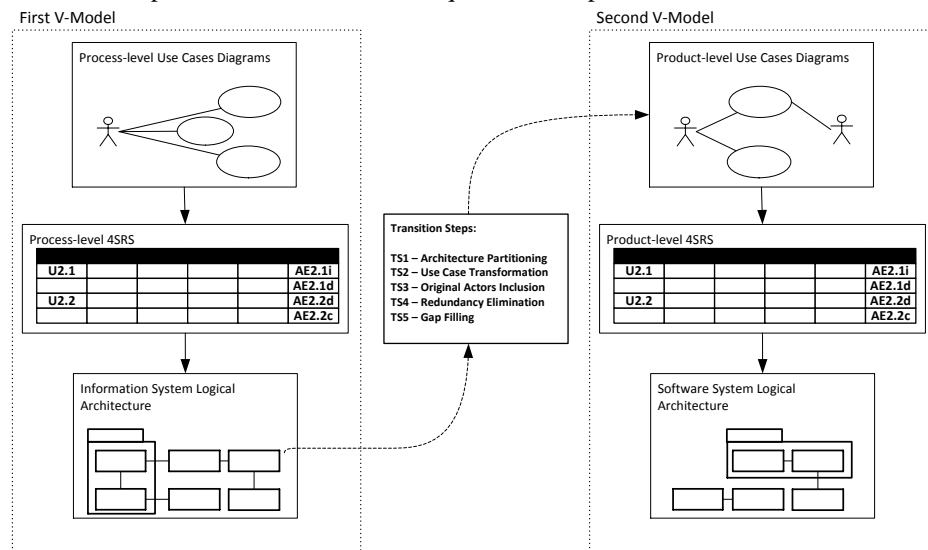 First V-Model
Process-level Use Cases Diagrams
Process-level 4SRS
U2.1 AE2.1i
AE2.1d
U2.2 AE2.2d
AE2.2c
Information System Logical
Architecture
Transition Steps:
TS1 – Architecture Partitioning
TS2 – Use Case Transformation
TS3 – Original Actors Inclusion
TS4 – Redundancy Elimination
TS5 – Gap Filling
Second V-Model
Product-level Use Cases Diagrams
Product-level 4SRS
U2.1 AE2.1i
AE2.1d
U2.2 AE2.2d
AE2.2c
Software System Logical
Architecture